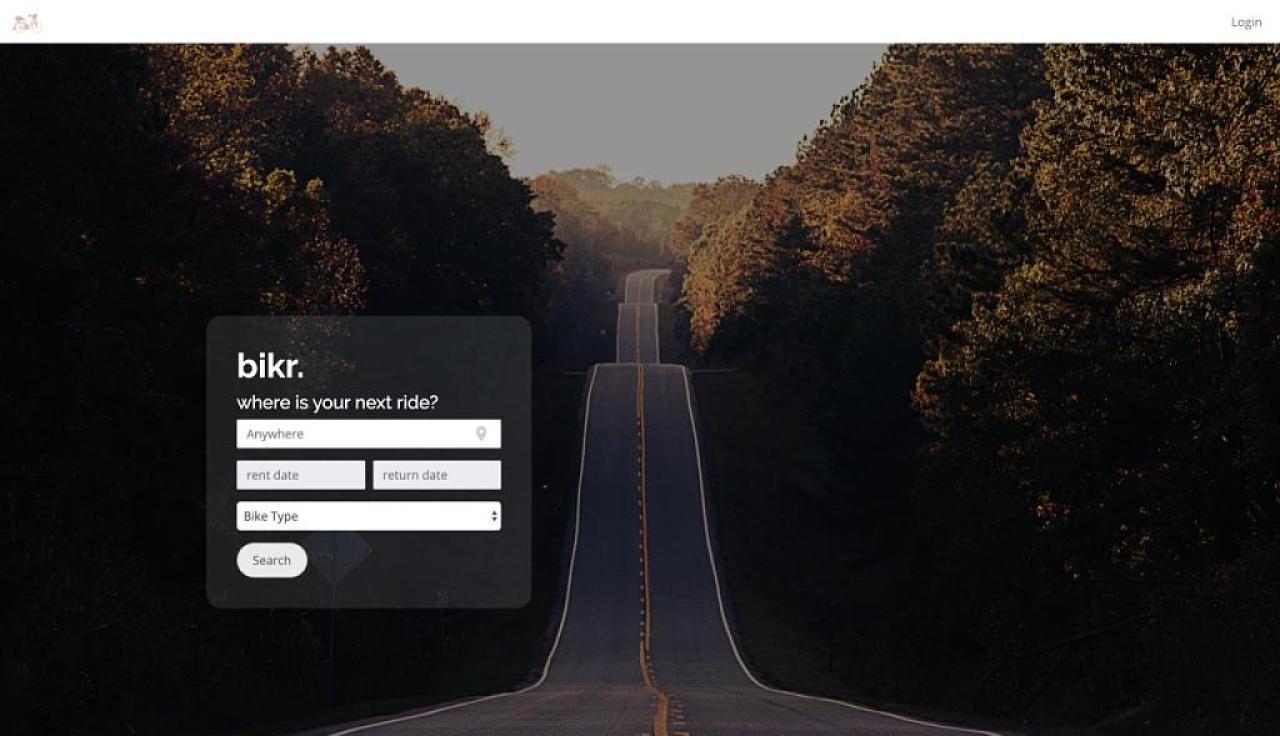 Login
bikr.
where is your next ride?
Anywhere
rent date return date
Bike Type
Search